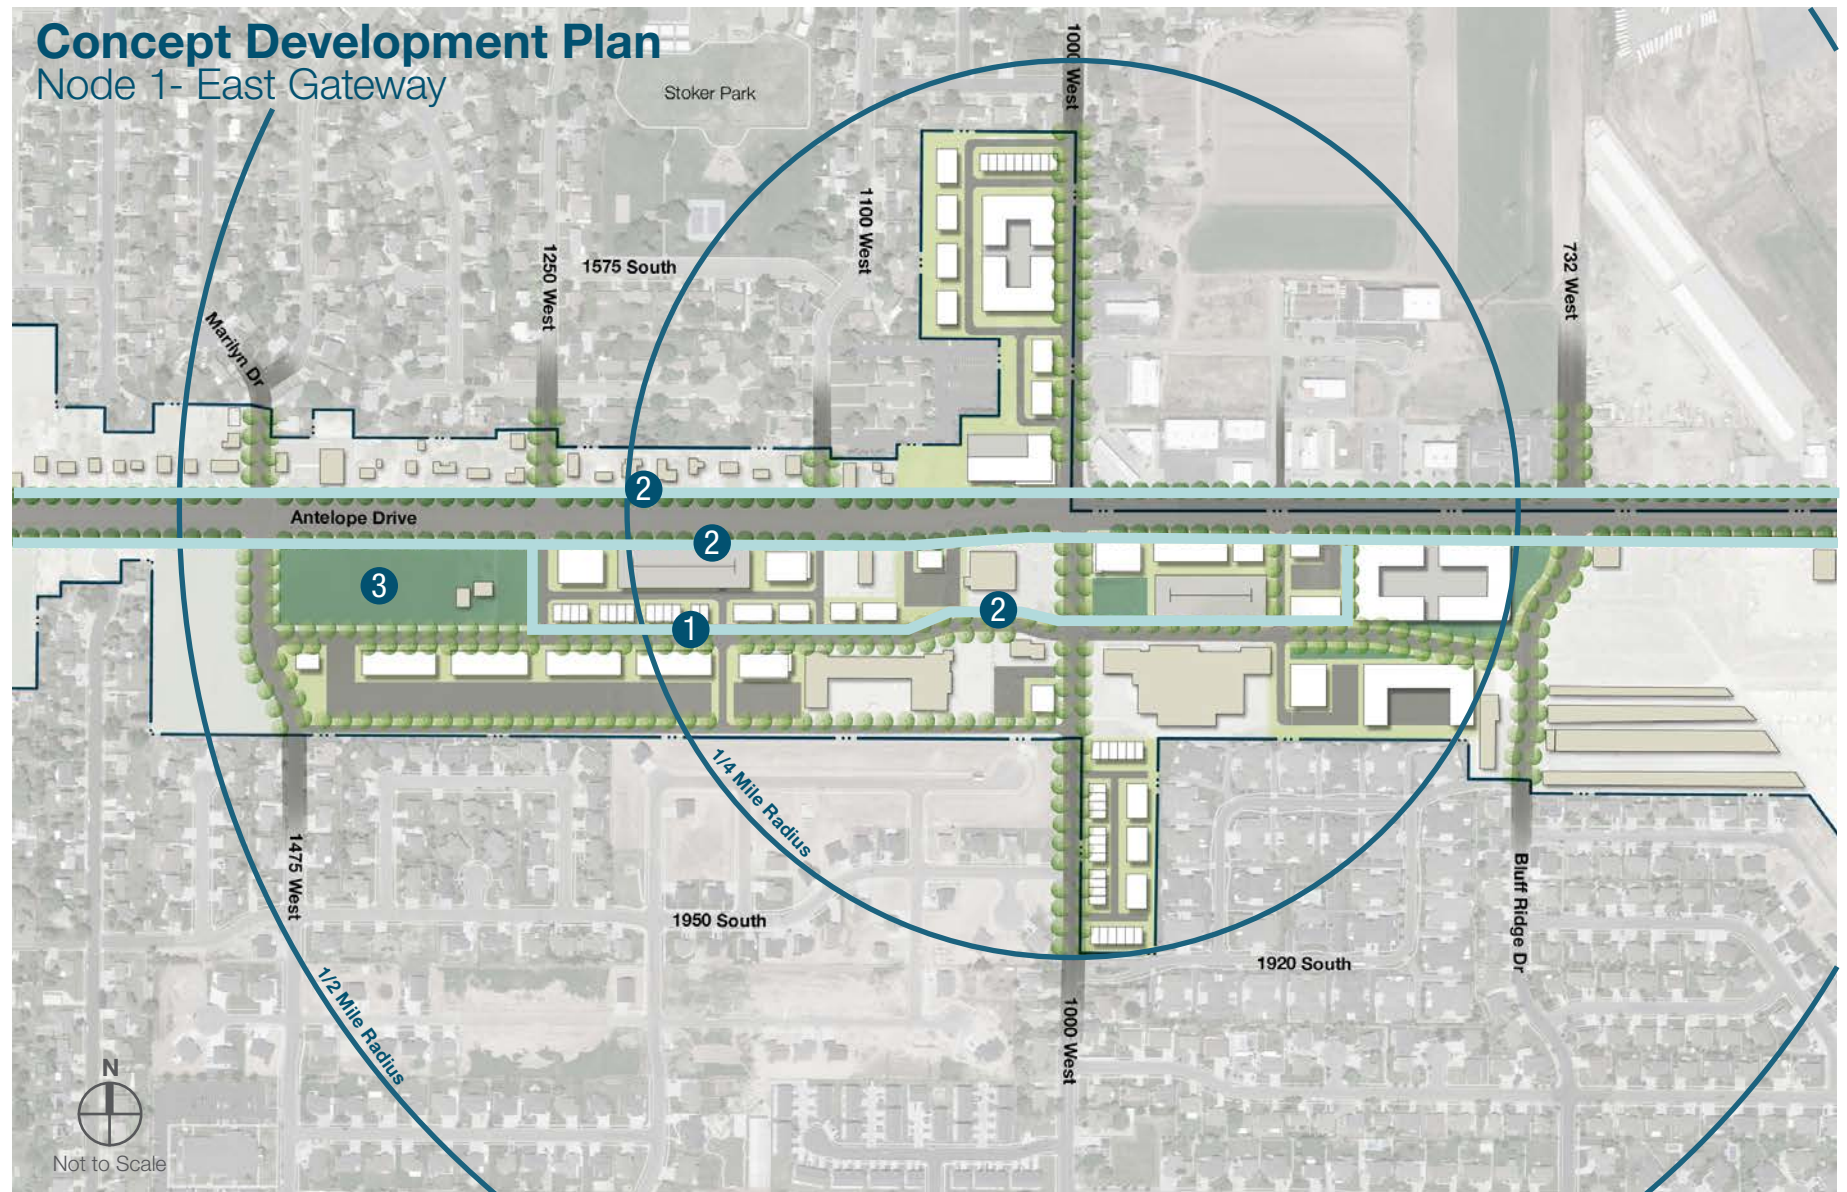 Concept Development Plan
Node 1- East Gateway
Stoker Park
1000 West
1100 West
1250 West
1575 South
732 West
Marilyn Dr
2
Antelope Drive
2
3
2
1
1/4 Mile Radius
1475 West
Bluff Ridge Dr
1950 South
1920 South
1/2 Mile Radius
1000 West
N
Not to Scale